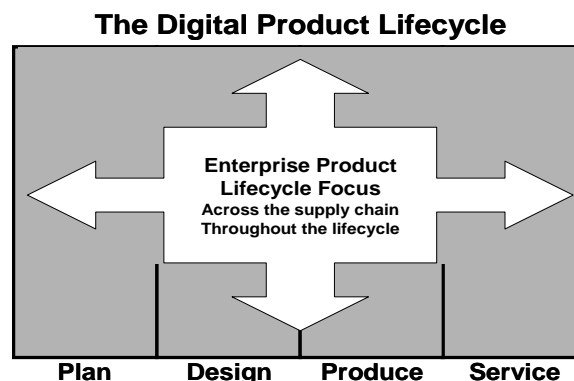 The Digital Product Lifecycle
Enterprise Product
Lifecycle Focus
Across the supply chain
Throughout the lifecycle
Plan Design Produce Service